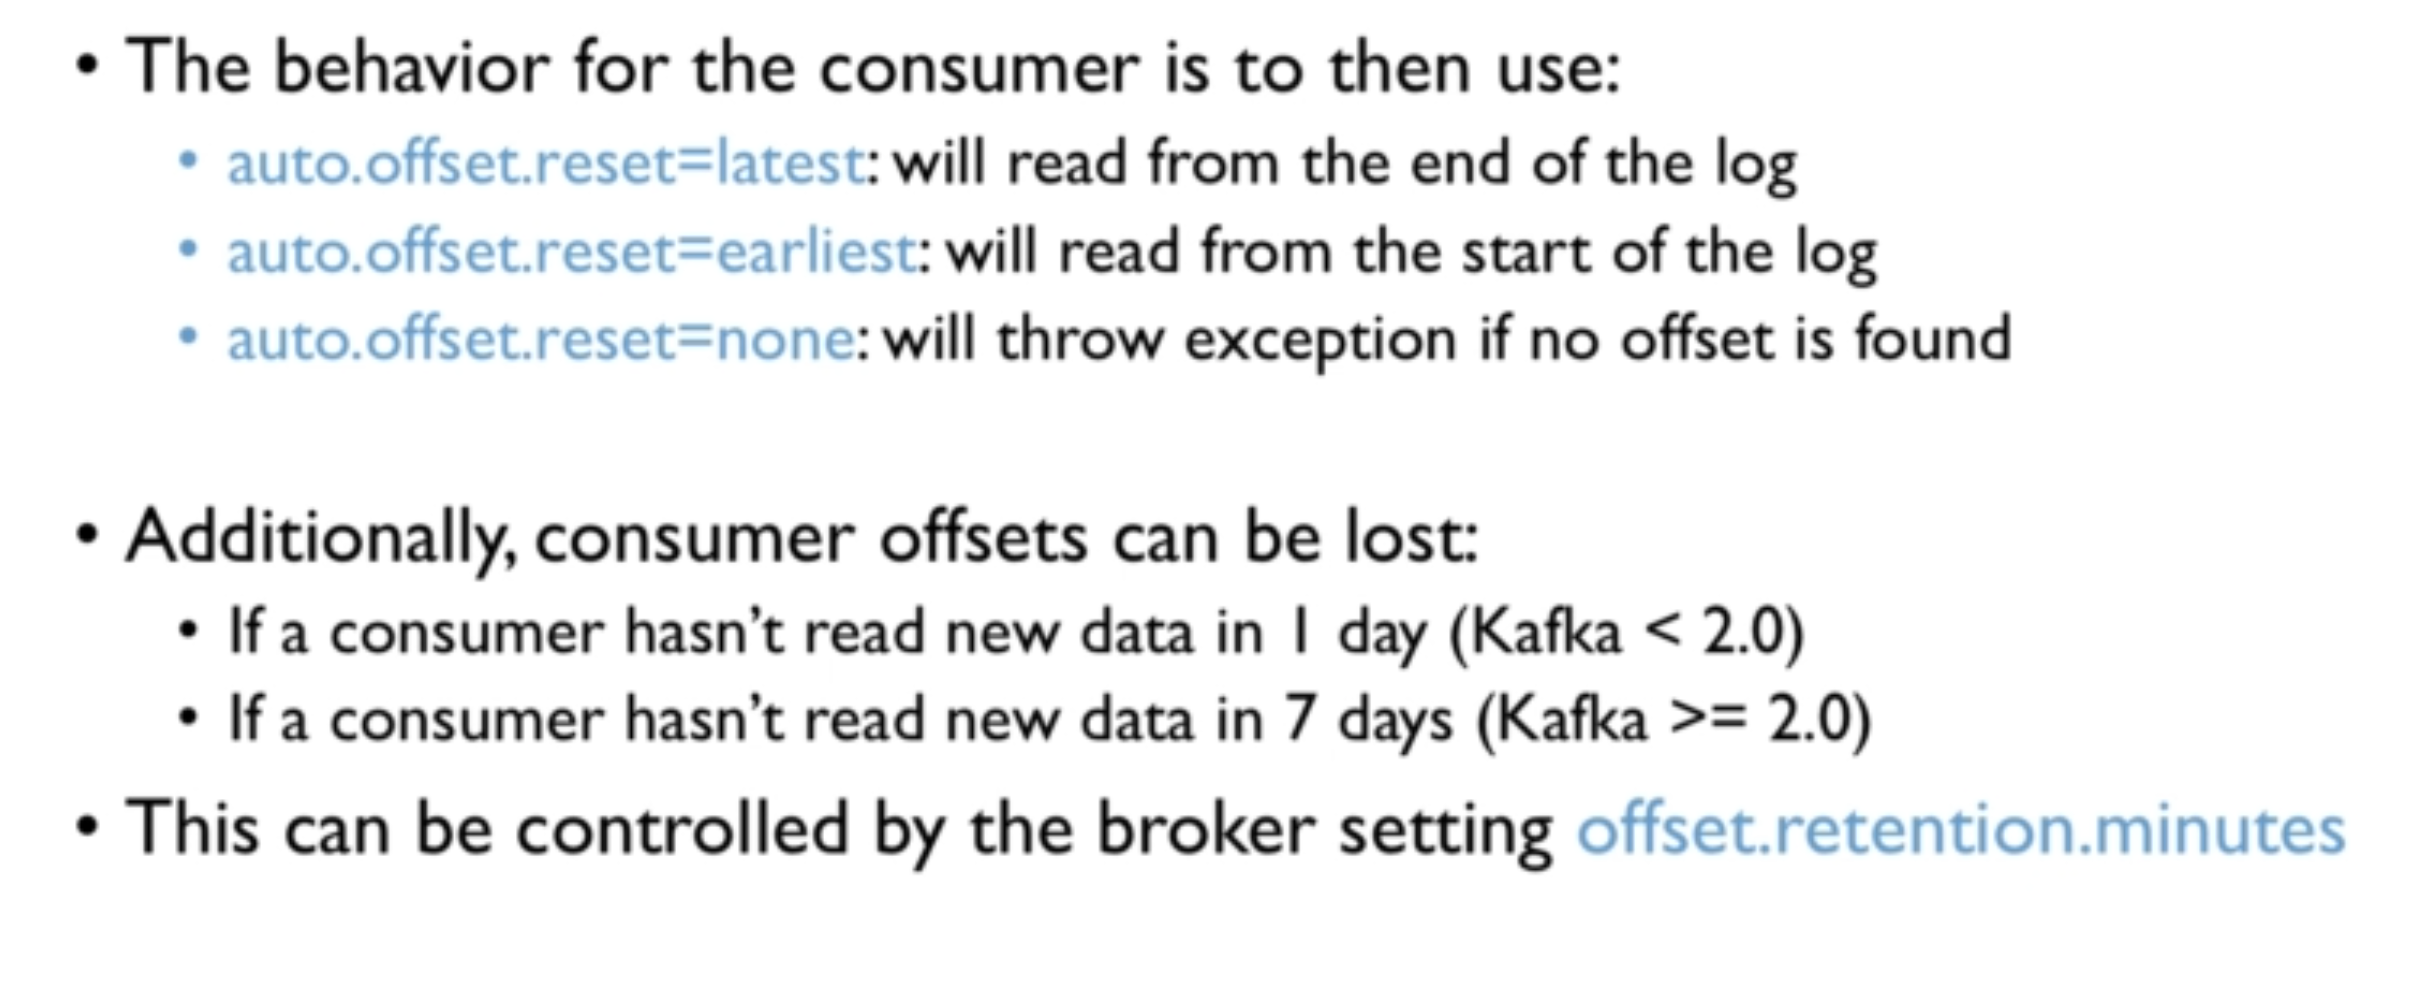 • The behavior for the consumer is to then use:
• auto.offset.reset=latest: will read from the end of the log
• auto.offset.reset=earliest: will read from the start of the log
• auto.offset.reset=none: will throw exception if no offset is found
• Additionally, consumer offsets can be lost:
• If a consumer hasn't read new data in 1 day (Kafka < 2.0)
• If a consumer hasn't read new data in 7 days (Kafka >= 2.0)
• This can be controlled by the broker setting offset.retention.minutes